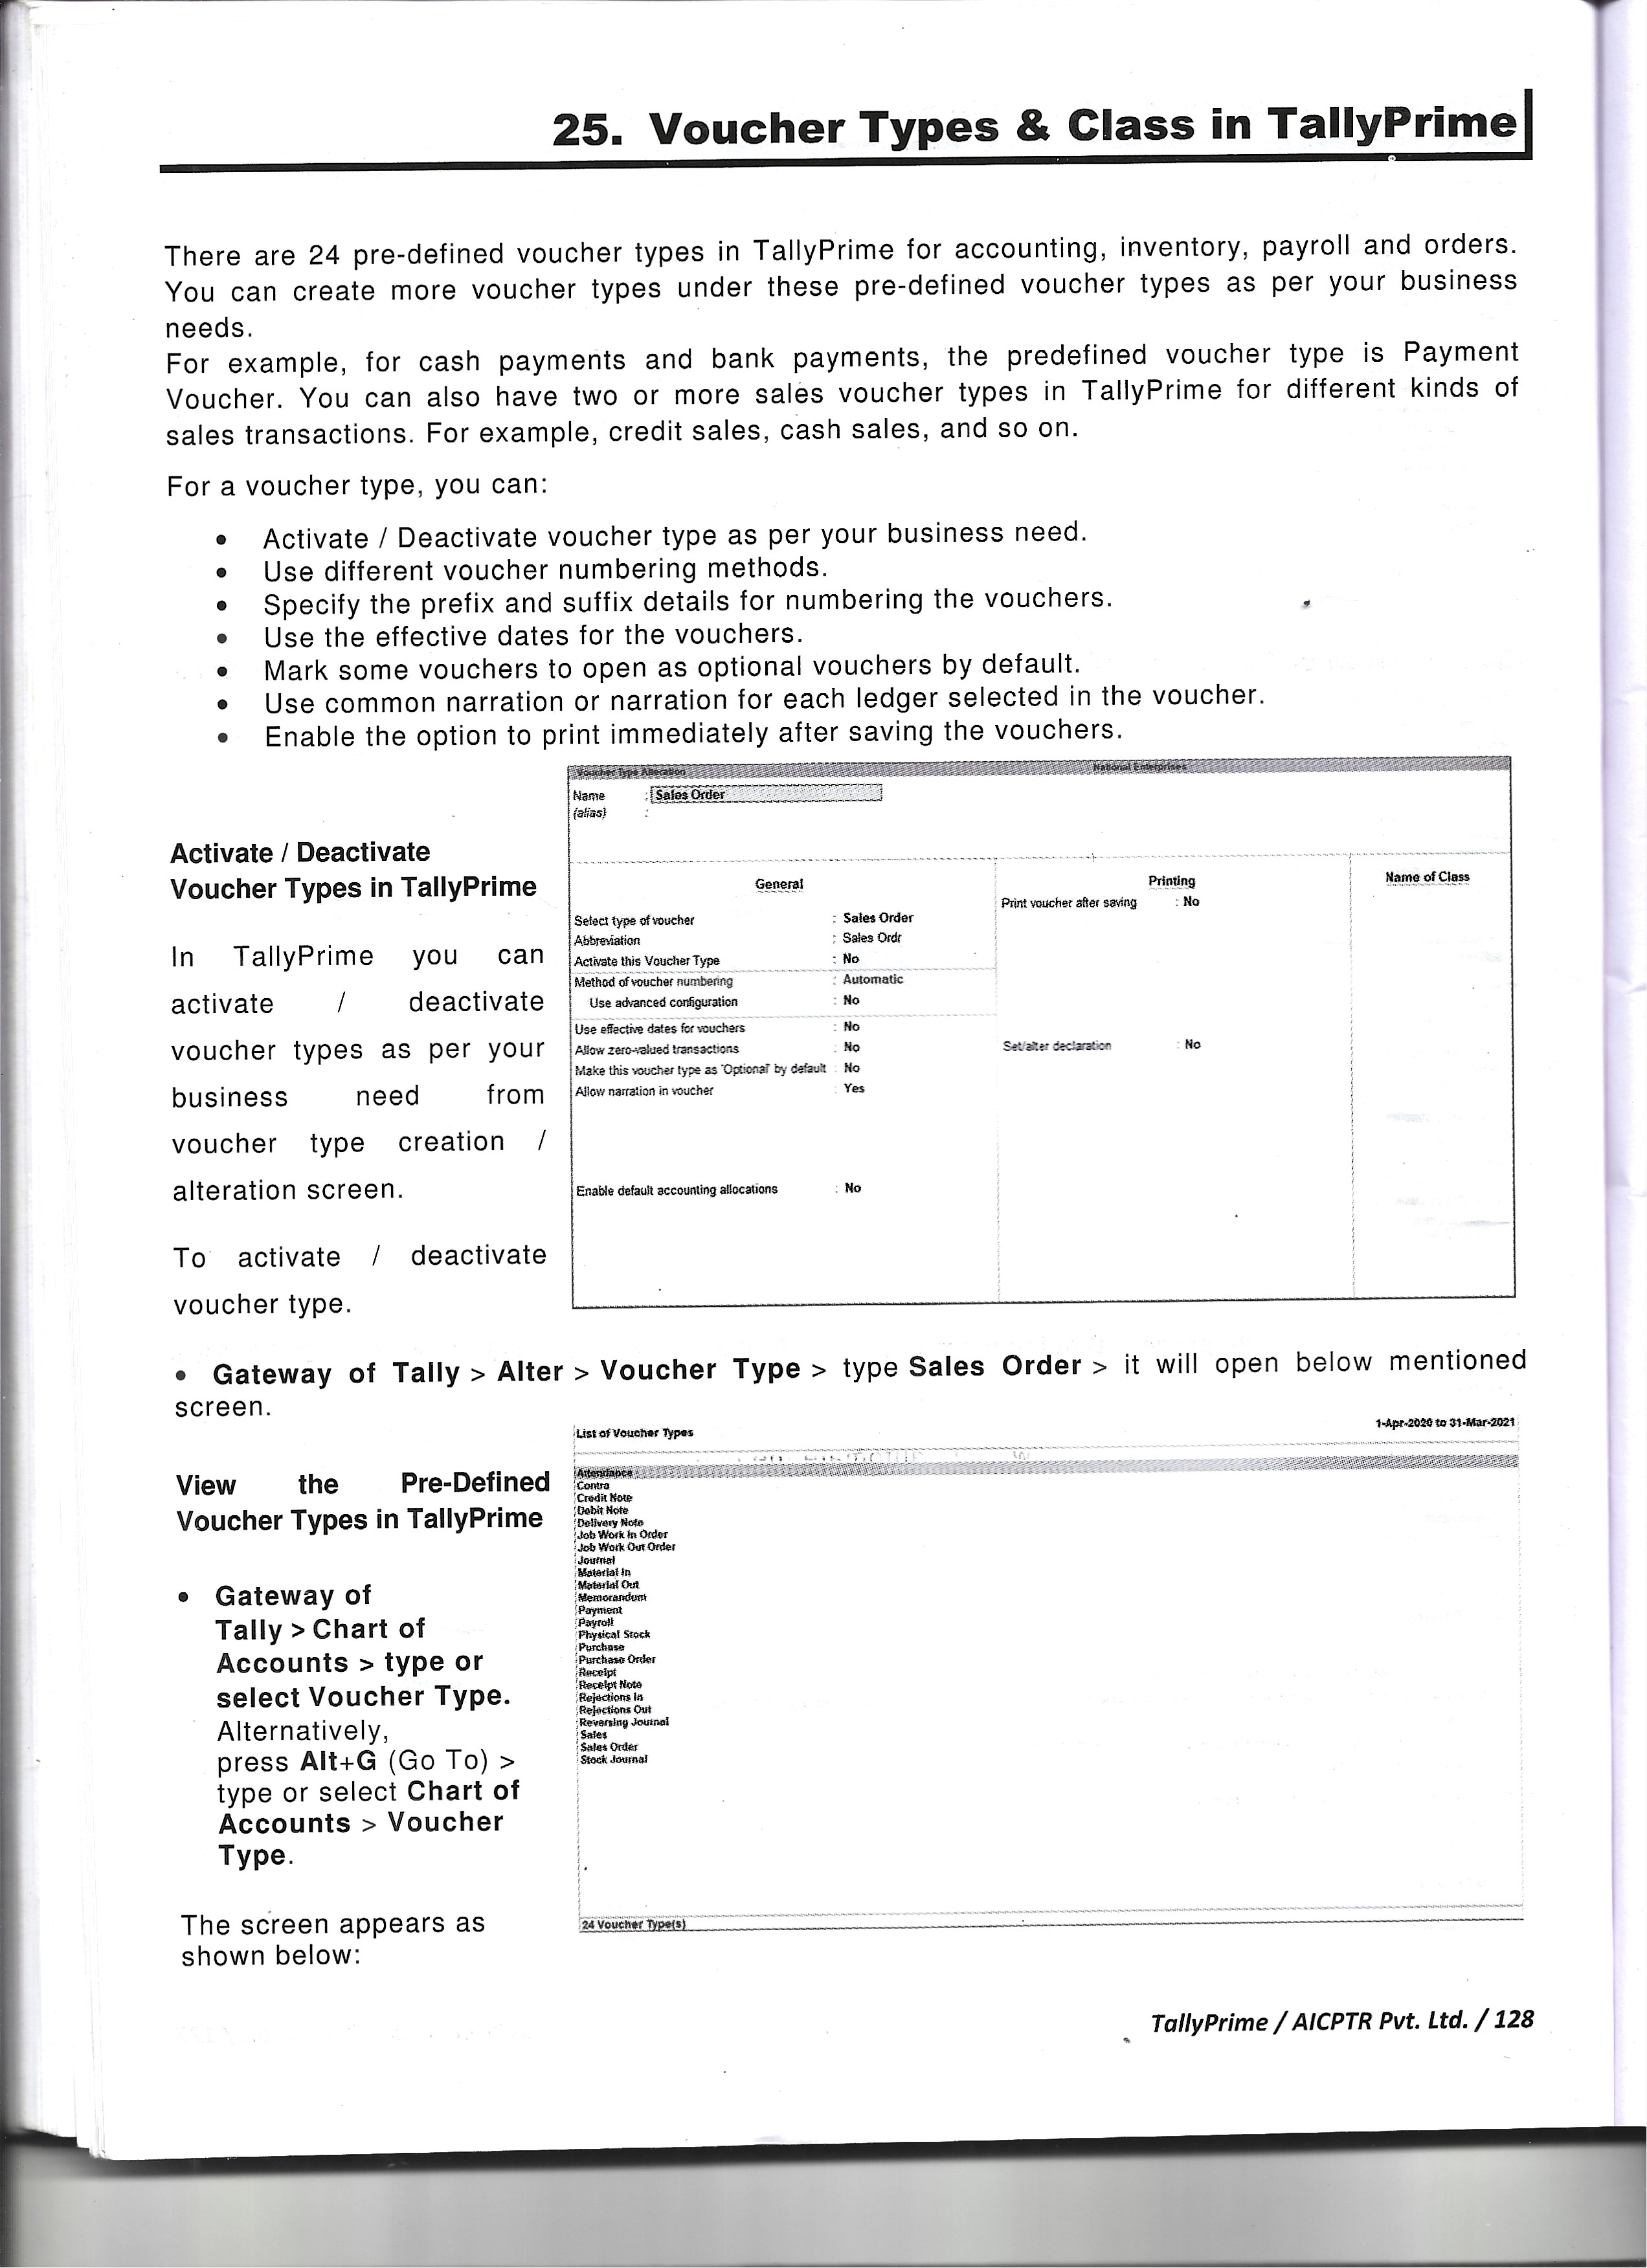 25. Voucher Types & Class in TallyPrime
There are 24 pre-defined voucher types in TallyPrime for accounting, inventory, payroll and orders.
You can create more voucher types under these pre-defined voucher types as per your business
needs.
For example, for cash payments and bank payments, the predefined voucher type is Payment
Voucher. You can also have two or more sales voucher types in TallyPrime for different kinds of
sales transactions. For example, credit sales, cash sales, and so on.
For a voucher type, you can:
• Activate / Deactivate voucher type as per your business need.
• Use different voucher numbering methods.
• Specify the prefix and suffix details for numbering the vouchers.
• Use the effective dates for the vouchers.
• Mark some vouchers to open as optional vouchers by default.
• Use common narration or narration for each ledger selected in the voucher.
• Enable the option to print immediately after saving the vouchers.
Activate / Deactivate
Voucher Types in TallyPrime
In TallyPrime you can
activate / deactivate
voucher types as per your
business need from
voucher type creation /
alteration screen.
To activate / deactivate
voucher type.
Voucher Type Alteration National Enterprises
Name : Sales Order
(alias) :
General
Select type of voucher : Sales Order
Abbreviation : Sales Ordr
Activate this Voucher Type : No
Method of voucher numbering : Automatic
Use advanced configuration : No
Use effective dates for vouchers : No
Allow zero-valued transactions : No
Make this voucher type as 'Optional' by default : No
Allow narration in voucher : Yes
Enable default accounting allocations : No
Printing
Print voucher after saving : No
Set/alter declaration : No
Name of Class
• Gateway of Tally > Alter > Voucher Type > type Sales Order > it will open below mentioned
screen.
View the Pre-Defined
Voucher Types in TallyPrime
• Gateway of
Tally > Chart of
Accounts > type or
select Voucher Type.
Alternatively,
press Alt+G (Go To) >
type or select Chart of
Accounts > Voucher
Type.
The screen appears as
shown below:
List of Voucher Types 1-Apr-2020 to 31-Mar-2021
Attendance
Contra
Credit Note
Debit Note
Delivery Note
Job Work In Order
Job Work Out Order
Journal
Material In
Material Out
Memorandum
Payment
Payroll
Physical Stock
Purchase
Purchase Order
Receipt
Receipt Note
Rejections In
Rejections Out
Reversing Journal
Sales
Sales Order
Stock Journal
24 Voucher Type(s)
TallyPrime / AICPTR Pvt. Ltd. / 128